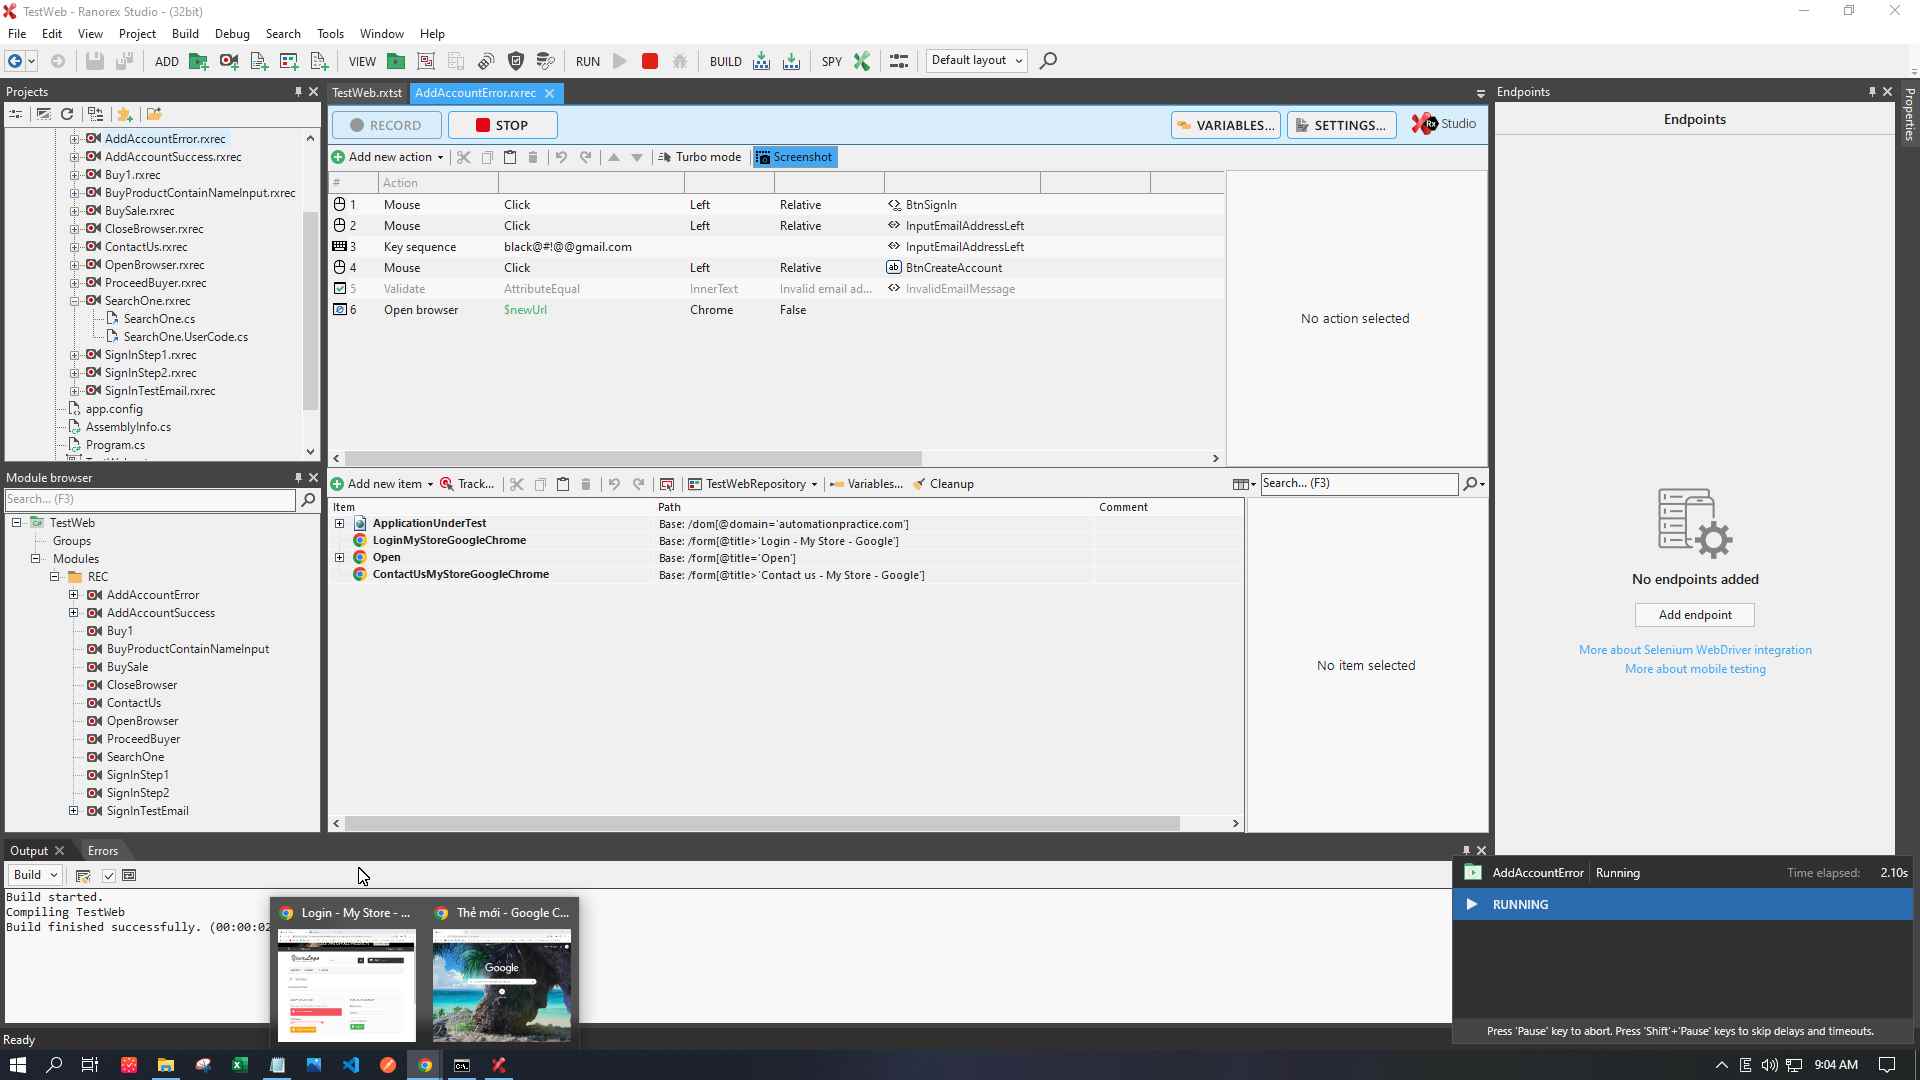 TestWeb - Ranorex Studio - (32bit)
File Edit View Project Build Debug Search Tools Window Help
ADD VIEW RUN BUILD SPY Default layout
Projects
AddAccountError.rxrec
AddAccountSuccess.rxrec
Buy1.rxrec
BuyProductContainNameInput.rxrec
BuySale.rxrec
CloseBrowser.rxrec
ContactUs.rxrec
OpenBrowser.rxrec
ProceedBuyer.rxrec
SearchOne.rxrec
SearchOne.cs
SearchOne.UserCode.cs
SignInStep1.rxrec
SignInStep2.rxrec
SignInTestEmail.rxrec
app.config
AssemblyInfo.cs
Program.cs
Module browser
Search... (F3)
TestWeb
Groups
Modules
REC
AddAccountError
AddAccountSuccess
Buy1
BuyProductContainNameInput
BuySale
CloseBrowser
ContactUs
OpenBrowser
ProceedBuyer
SearchOne
SignInStep1
SignInStep2
SignInTestEmail
TestWeb.rxtst AddAccountError.rxrec
RECORD STOP VARIABLES... SETTINGS... Rx Studio
Add new action Turbo mode Screenshot
# Action
1 Mouse Click Left Relative BtnSignIn
2 Mouse Click Left Relative InputEmailAddressLeft
3 Key sequence black@#!@@gmail.com InputEmailAddressLeft
4 Mouse Click Left Relative ab BtnCreateAccount
5 Validate AttributeEqual InnerText Invalid email ad... InvalidEmailMessage
6 Open browser $newUrl Chrome False
No action selected
Add new item Track... TestWebRepository Variables... Cleanup Search... (F3)
Item Path Comment
ApplicationUnderTest Base: /dom[@domain='automationpractice.com']
LoginMyStoreGoogleChrome Base: /form[@title>'Login - My Store - Google']
Open Base: /form[@title='Open']
ContactUsMyStoreGoogleChrome Base: /form[@title>'Contact us - My Store - Google']
No item selected
Endpoints
Endpoints
No endpoints added
Add endpoint
More about Selenium WebDriver integration
More about mobile testing
Properties
Output Errors
Build
Build started.
Compiling TestWeb
Build finished successfully. (00:00:02
Login - My Store - ... Thẻ mới - Google C...
Google
AddAccountError Running Time elapsed: 2.10s
RUNNING
Press 'Pause' key to abort. Press 'Shift'+'Pause' keys to skip delays and timeouts.
Ready
9:04 AM